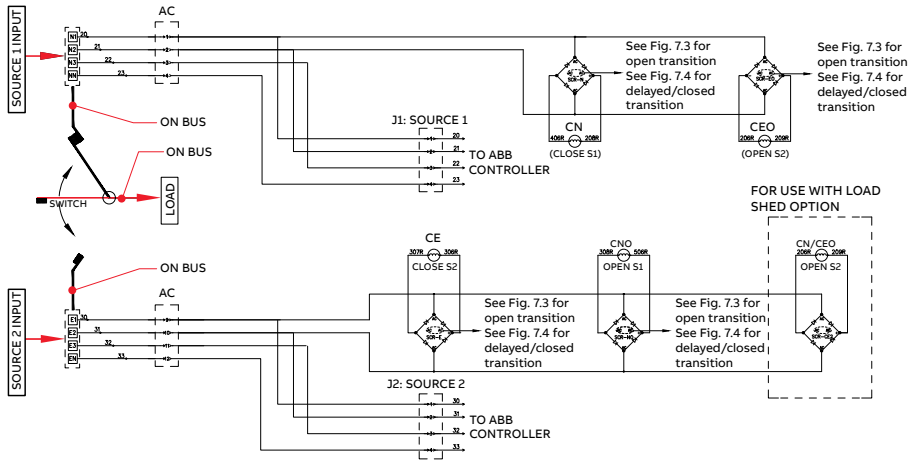 SOURCE 1 INPUT
AC
N1
N2
N3
NN
20
21
22
23
ON BUS
ON BUS
SWITCH
LOAD
J1: SOURCE 1
20
21
22
23
TO ABB
CONTROLLER
SCR-N
406R
208R
CN
(CLOSE S1)
See Fig. 7.3 for
open transition
See Fig. 7.4 for
delayed/closed
transition
SCR-EO
206R
209R
CEO
(OPEN S2)
See Fig. 7.3 for
open transition
See Fig. 7.4 for
delayed/closed
transition
FOR USE WITH LOAD
SHED OPTION
SOURCE 2 INPUT
ON BUS
AC
E1
E2
E3
EN
30
31
32
33
J2: SOURCE 2
30
31
32
33
TO ABB
CONTROLLER
CE
307R
306R
CLOSE S2
SCR-E
See Fig. 7.3 for
open transition
See Fig. 7.4 for
delayed/closed
transition
CNO
308R
506R
OPEN S1
SCR-NO
See Fig. 7.3 for
open transition
See Fig. 7.4 for
delayed/closed
transition
CN/CEO
206R
209R
OPEN S2